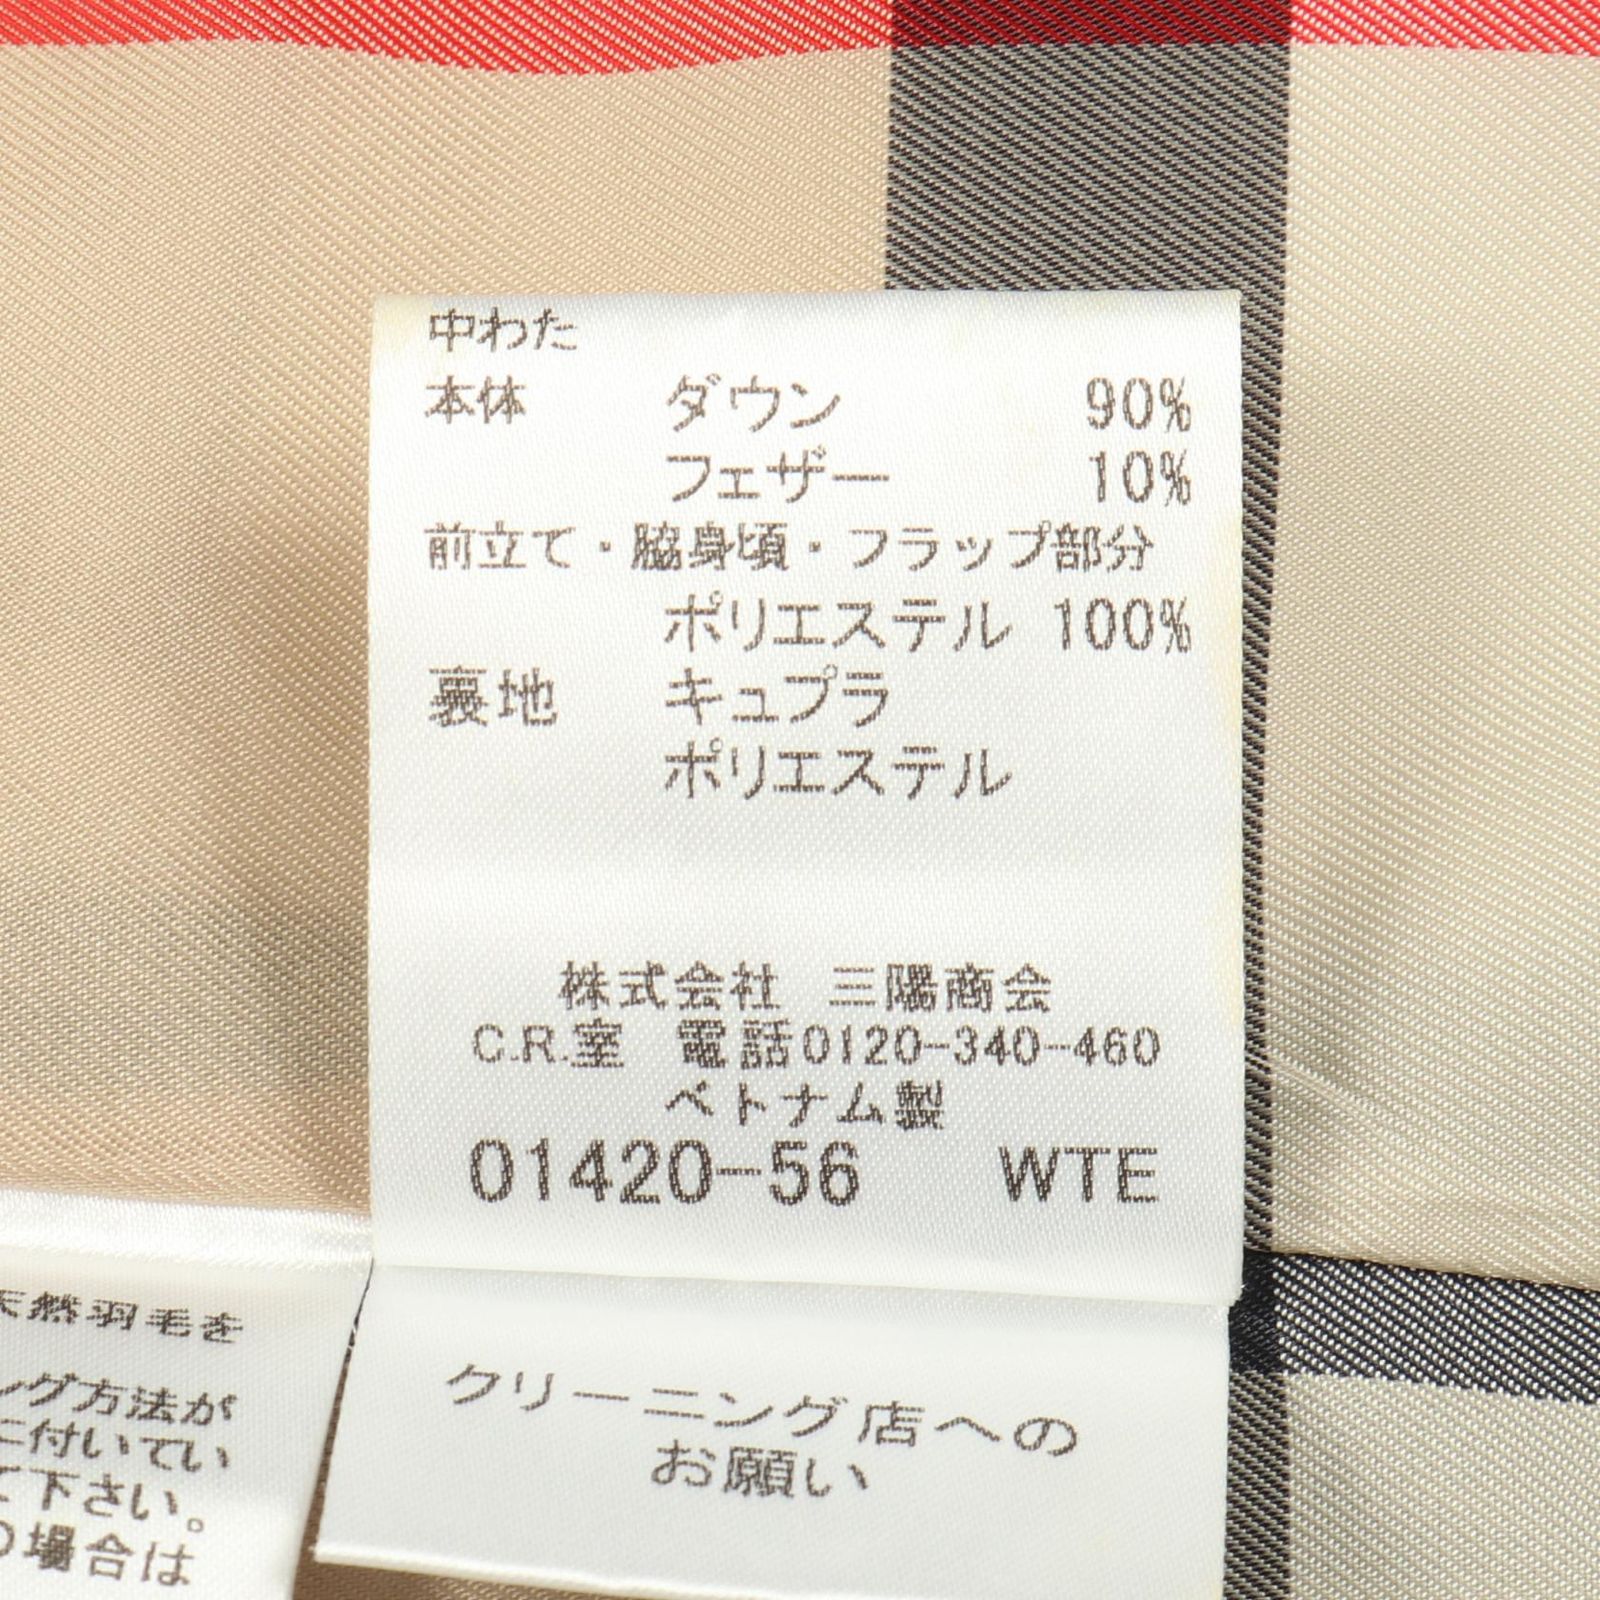 中わた
本体 ダウン 90%
フェザー 10%
前立て・脇身頃・フラップ部分
ポリエステル 100%
裏地 キュプラ
ポリエステル
株式会社 三陽商会
C.R.室 電話0120-340-460
ベトナム製
01420-56 WTE
天然羽毛を
ング方法が
に付いてい
て下さい。
の場合は
クリーニング店への
お願い